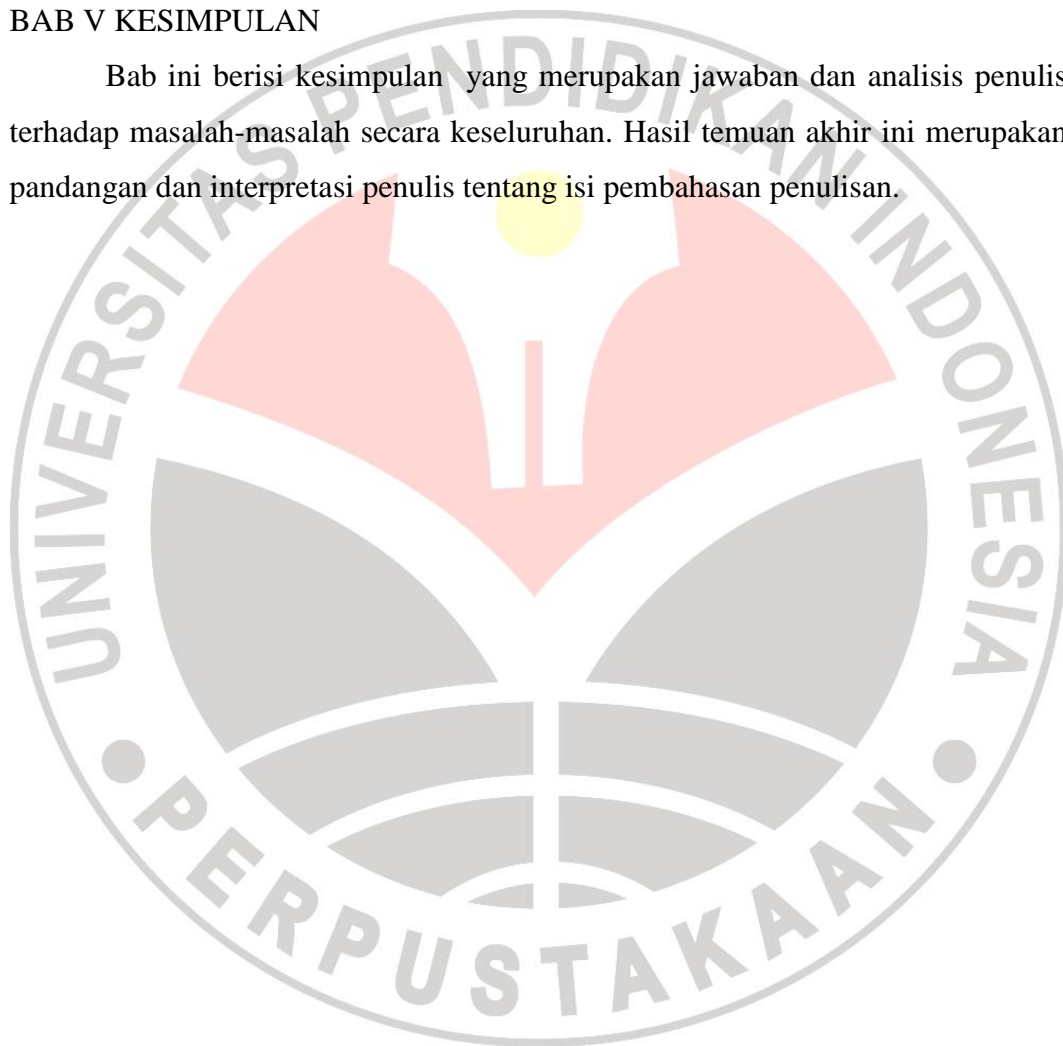 BAB V KESIMPULAN
Bab ini berisi kesimpulan yang merupakan jawaban dan analisis penulis
terhadap masalah-masalah secara keseluruhan. Hasil temuan akhir ini merupakan
pandangan dan interpretasi penulis tentang isi pembahasan penulisan.
UNIVERSITAS PENDIDIKAN INDONESIA
PERPUSTAKAAN